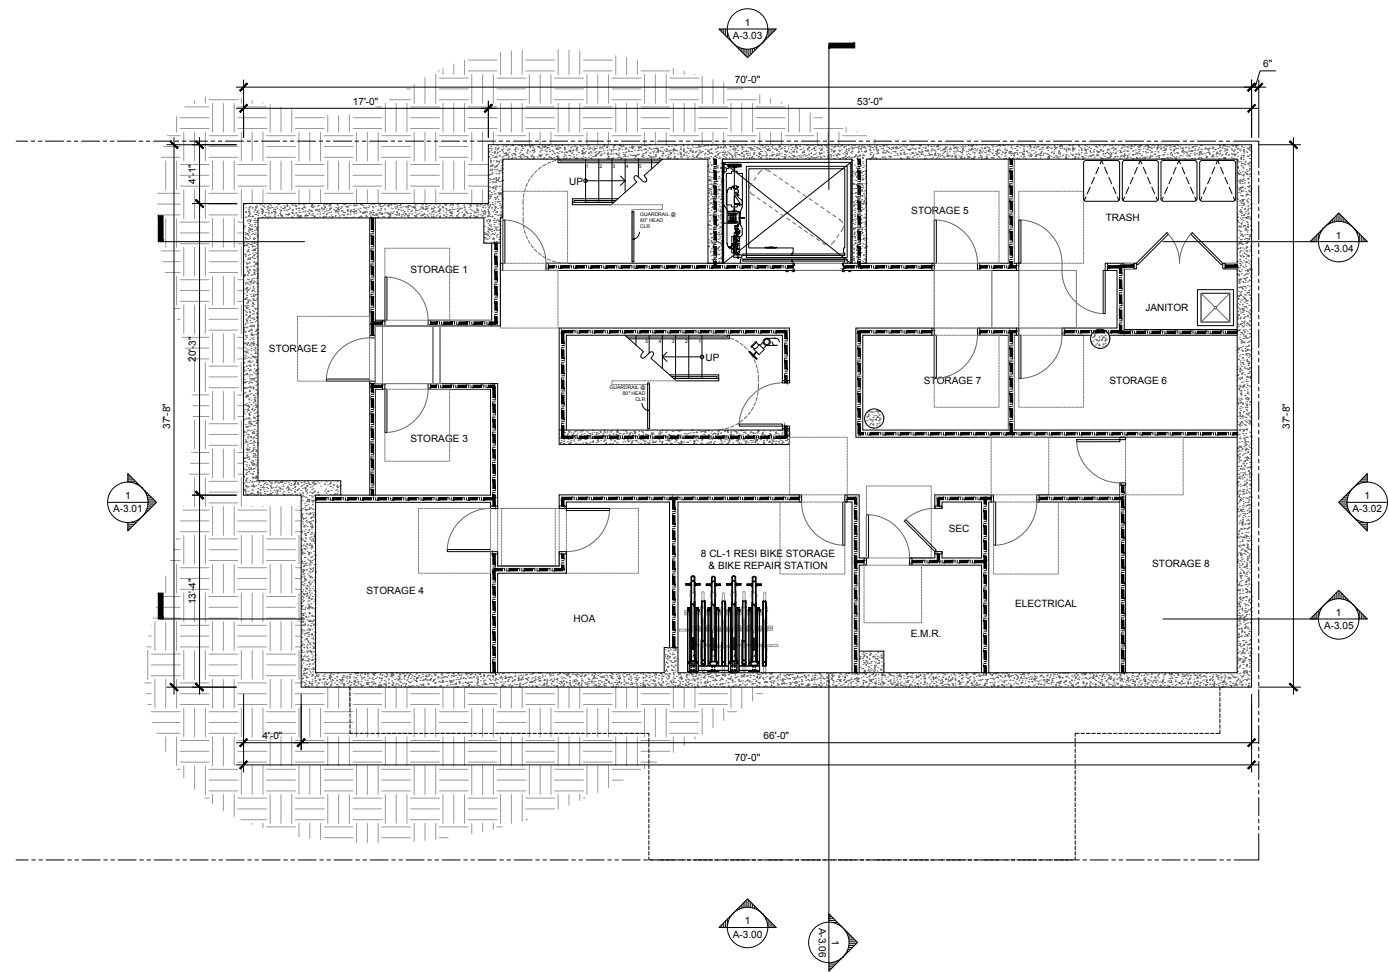 1
A-3.03
6"
70'-0"
17'-0"
53'-0"
4'-1"
UP
GUARDRAIL @
80" HEAD
CLR
STORAGE 5
TRASH
1
A-3.04
STORAGE 1
JANITOR
STORAGE 2
20'-3"
UP
GUARDRAIL @
80" HEAD
CLR
STORAGE 7
STORAGE 6
37'-8"
37'-8"
STORAGE 3
1
A-3.01
1
A-3.02
SEC
8 CL-1 RESI BIKE STORAGE
& BIKE REPAIR STATION
STORAGE 8
STORAGE 4
13'-4"
ELECTRICAL
HOA
E.M.R.
1
A-3.05
4'-0"
66'-0"
70'-0"
1
A-3.00
1
A-3.06